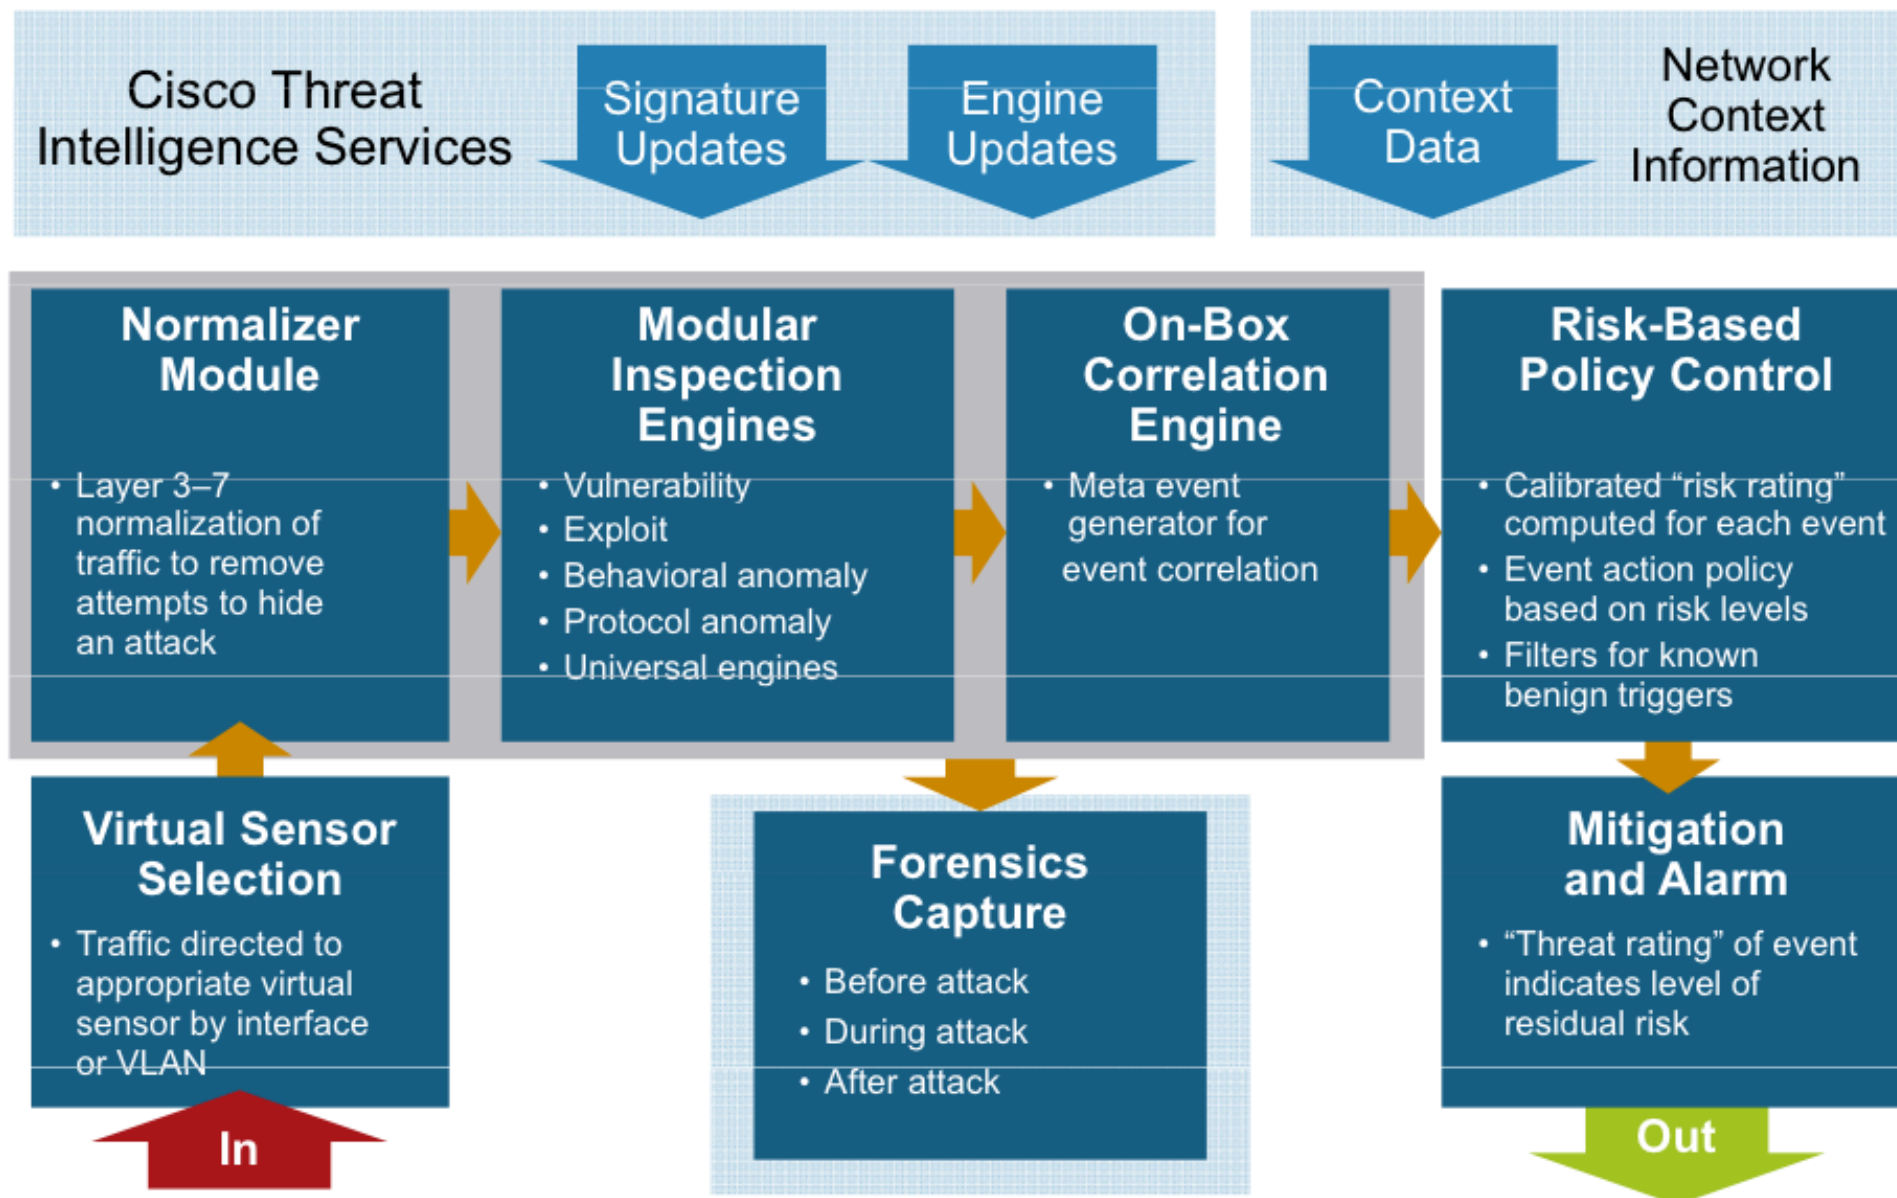 Cisco Threat
Intelligence Services
Signature
Updates
Engine
Updates
Context
Data
Network
Context
Information
Normalizer
Module
• Layer 3–7
normalization of
traffic to remove
attempts to hide
an attack
Modular
Inspection
Engines
• Vulnerability
• Exploit
• Behavioral anomaly
• Protocol anomaly
• Universal engines
On-Box
Correlation
Engine
• Meta event
generator for
event correlation
Risk-Based
Policy Control
• Calibrated “risk rating”
computed for each event
• Event action policy
based on risk levels
• Filters for known
benign triggers
Virtual Sensor
Selection
• Traffic directed to
appropriate virtual
sensor by interface
or VLAN
In
Forensics
Capture
• Before attack
• During attack
• After attack
Mitigation
and Alarm
• “Threat rating” of event
indicates level of
residual risk
Out